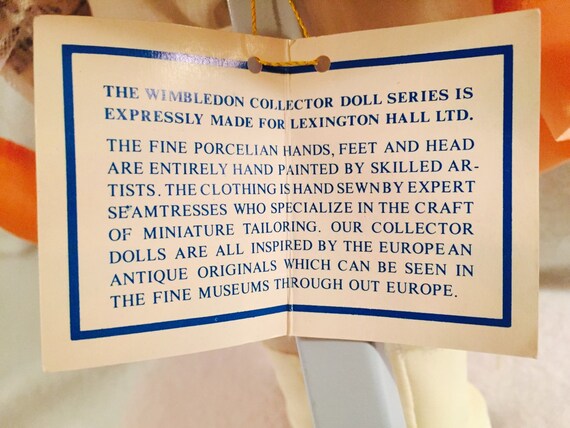 THE WIMBLEDON COLLECTOR DOLL SERIES IS
EXPRESSLY MADE FOR LEXINGTON HALL LTD.
THE FINE PORCELIAN HANDS, FEET AND HEAD
ARE ENTIRELY HAND PAINTED BY SKILLED AR-
TISTS. THE CLOTHING IS HAND SEWN BY EXPERT
SEAMTRESSES WHO SPECIALIZE IN THE CRAFT
OF MINIATURE TAILORING. OUR COLLECTOR
DOLLS ARE ALL INSPIRED BY THE EUROPEAN
ANTIQUE ORIGINALS WHICH CAN BE SEEN IN
THE FINE MUSEUMS THROUGH OUT EUROPE.